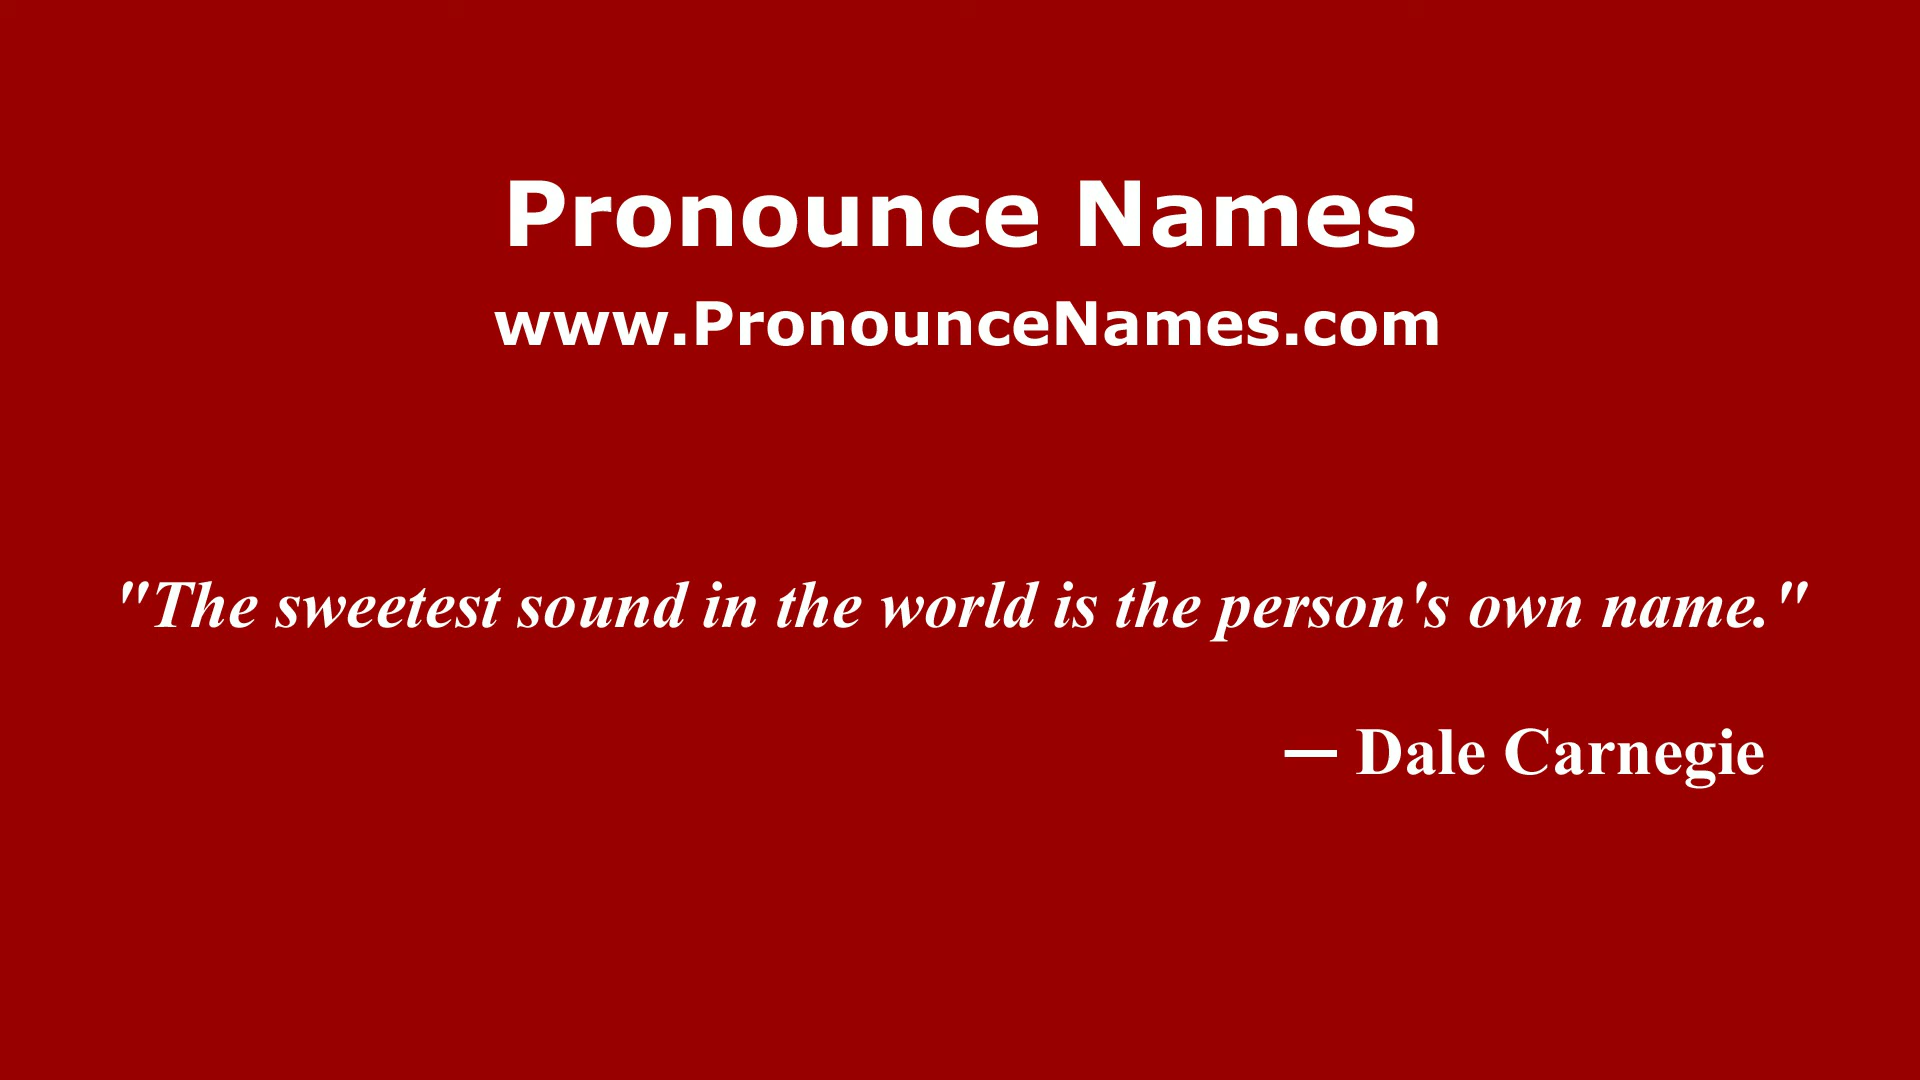 Pronounce Names
www.PronounceNames.com
"The sweetest sound in the world is the person's own name."
— Dale Carnegie